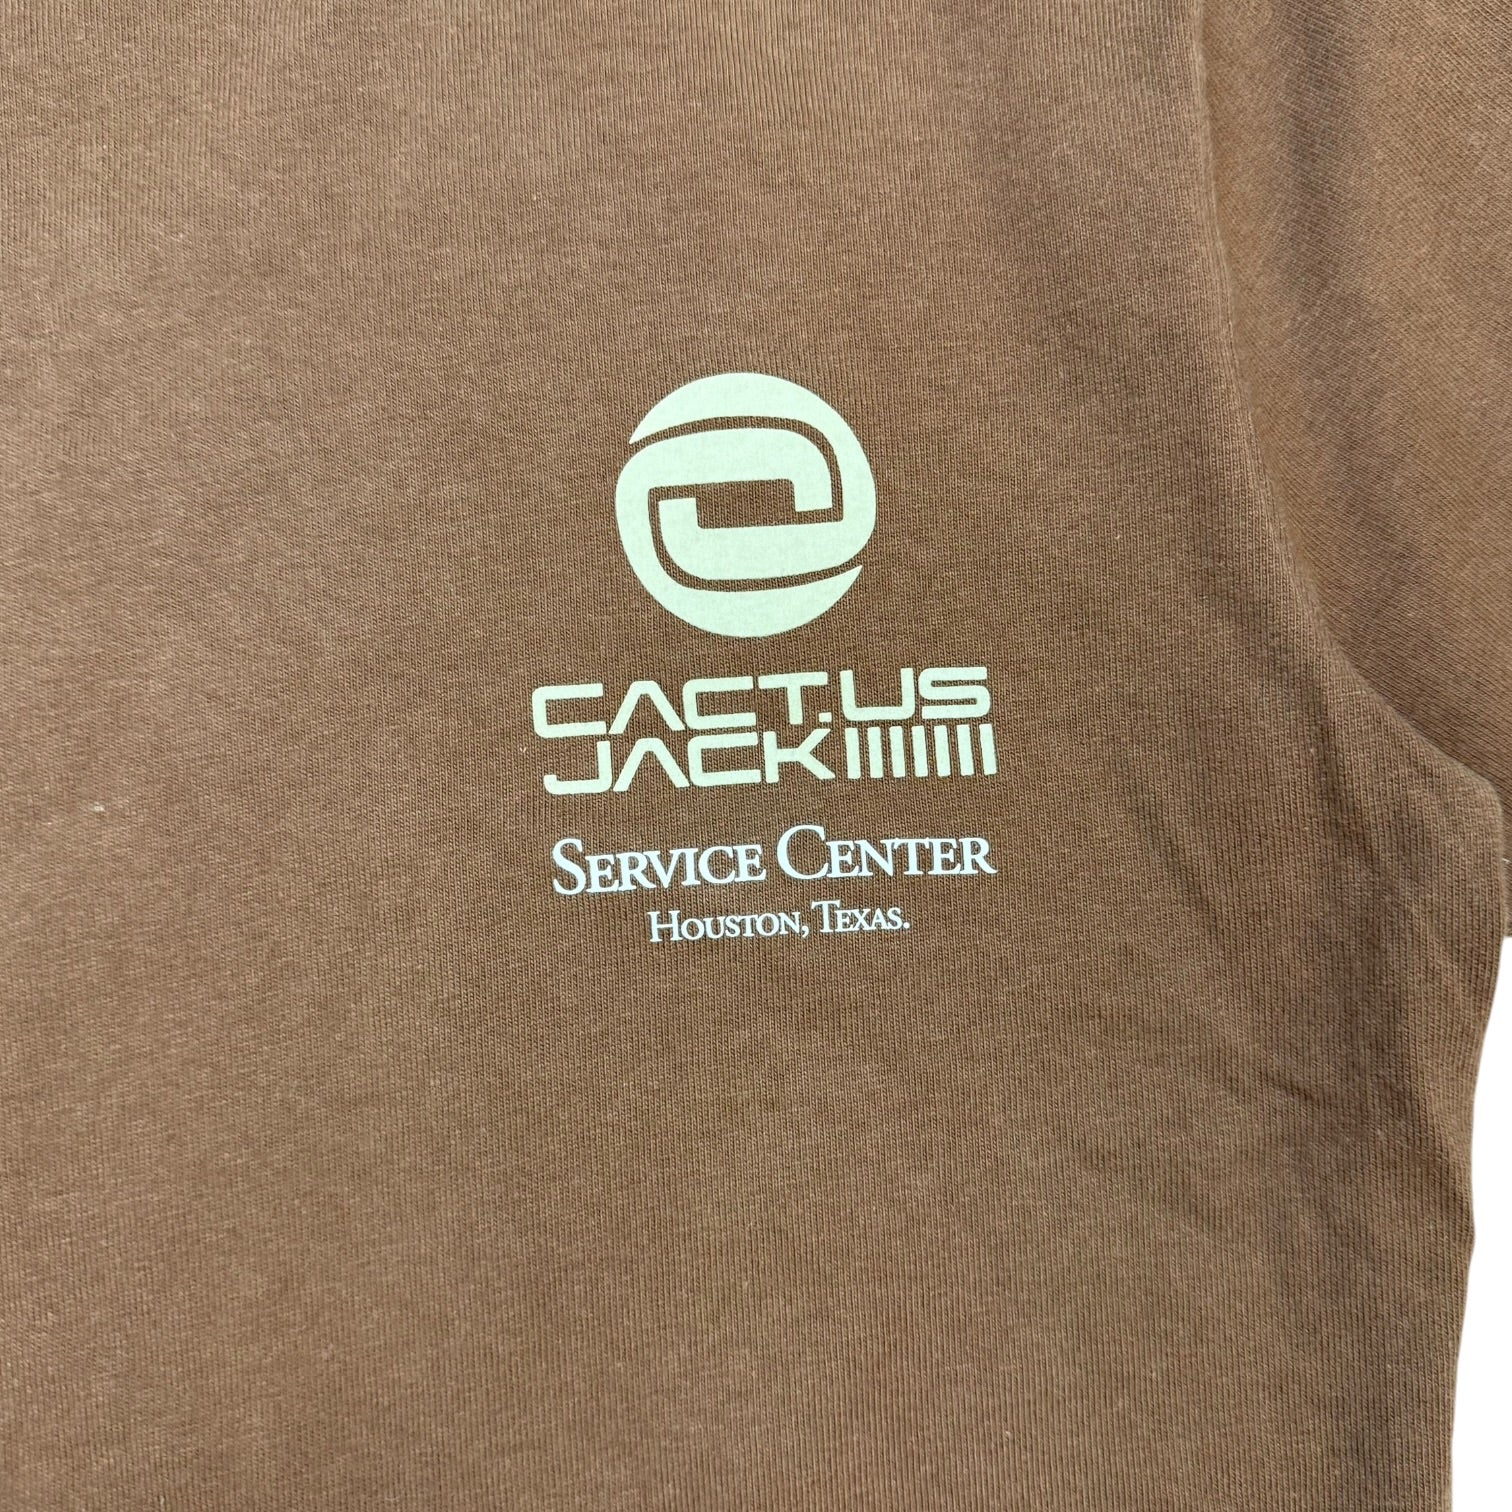 CACT.US
JACK
SERVICE CENTER
HOUSTON, TEXAS.